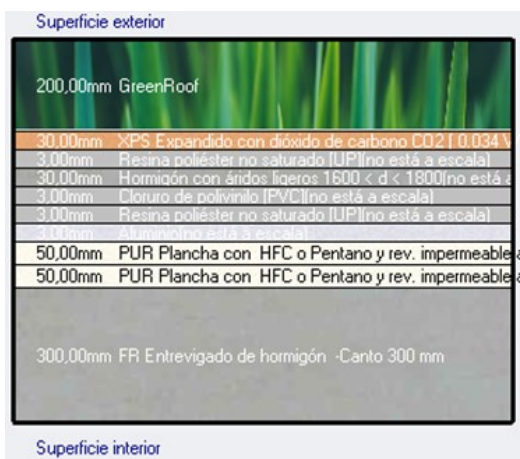 Superficie exterior
200,00mm GreenRoof
30,00mm XPS Expandido con dióxido de carbono CO2 [ 0.034
3,00mm Resina poliéster no saturado [UP](no está a escala)
30,00mm Hormigón con áridos ligeros 1600 < d < 1800(no está a
3,00mm Cloruro de polivinilo [PVC](no está a escala)
3,00mm Resina poliéster no saturado [UP](no está a escala)
Aluminio(no está a escala)
50,00mm PUR Plancha con HFC o Pentano y rev. impermeable
50,00mm PUR Plancha con HFC o Pentano y rev. impermeable
300,00mm FR Entrevigado de hormigón -Canto 300 mm
Superficie interior